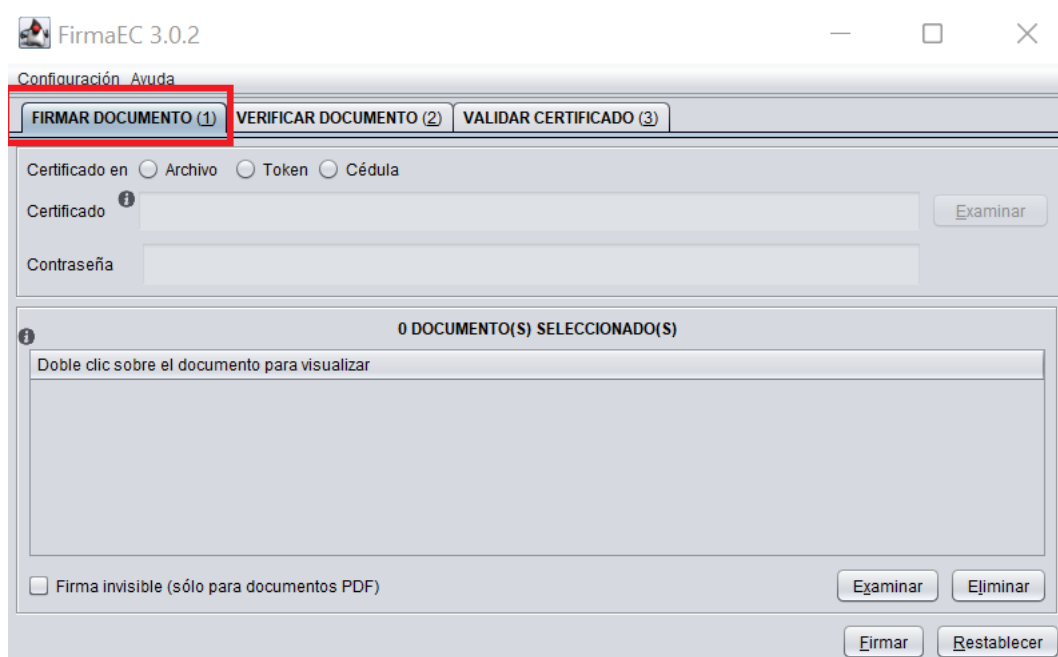 FirmaEC 3.0.2
Configuración Ayuda
FIRMAR DOCUMENTO (1) VERIFICAR DOCUMENTO (2) VALIDAR CERTIFICADO (3)
Certificado en Archivo Token Cédula
Certificado Examinar
Contraseña
0 DOCUMENTO(S) SELECCIONADO(S)
Doble clic sobre el documento para visualizar
Firma invisible (sólo para documentos PDF) Examinar Eliminar
Firmar Restablecer